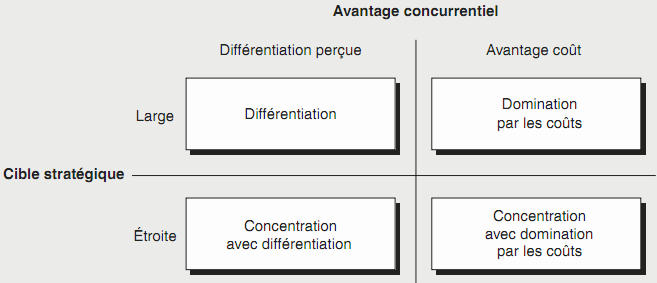 Avantage concurrentiel
Différentiation perçue
Avantage coût
Large
Différentiation
Domination
par les coûts
Cible stratégique
Étroite
Concentration
avec différentiation
Concentration
avec domination
par les coûts